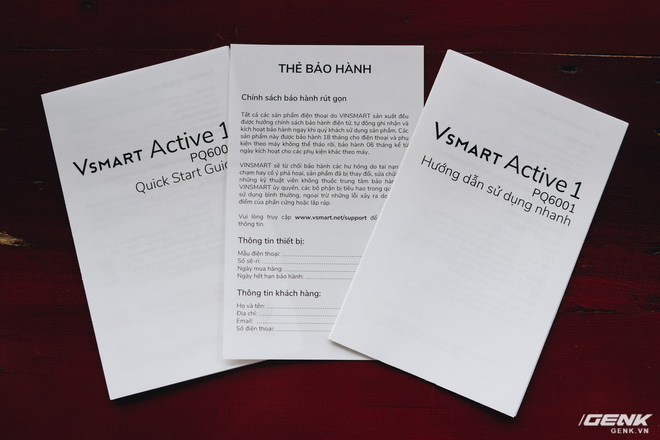 VSMART Active 1
PQ6001
Quick Start Guid
THẺ BẢO HÀNH
Chính sách bảo hành rút gọn
Tất cả các sản phẩm điện thoại do VINSMART sản xuất đều
được hưởng chính sách bảo hành điện tử, tự động ghi nhận và
kích hoạt bảo hành ngay khi quý khách sử dụng sản phẩm. Các
sản phẩm này được bảo hành 18 tháng cho điện thoại và phụ
kiện theo máy không thể tháo rời, bảo hành 06 tháng kể từ
ngày kích hoạt cho các phụ kiện khác theo máy.
VINSMART sẽ từ chối bảo hành các hư hỏng do tai nạn
chạm hay cố ý phá hoại, sản phẩm đã bị thay đổi, sửa chữ
những kỹ thuật viên không thuộc trung tâm bảo hành
VINSMART ủy quyền, các bộ phận bị tiêu hao trong quá
sử dụng bình thường, ngoại trừ những lỗi xảy ra do
điểm của phần cứng hoặc lắp ráp.
Vui lòng truy cập www.vsmart.net/support để
thông tin.
Thông tin thiết bị:
Mẫu điện thoại:
Số sê-ri:
Ngày mua hàng:
Ngày hết hạn bảo hành:
Thông tin khách hàng:
Họ và tên:
Địa chỉ:
Email:
Số điện thoại:
VSMART Active 1
PQ6001
Hướng dẫn sử dụng nhanh
GENK
GENK.VN